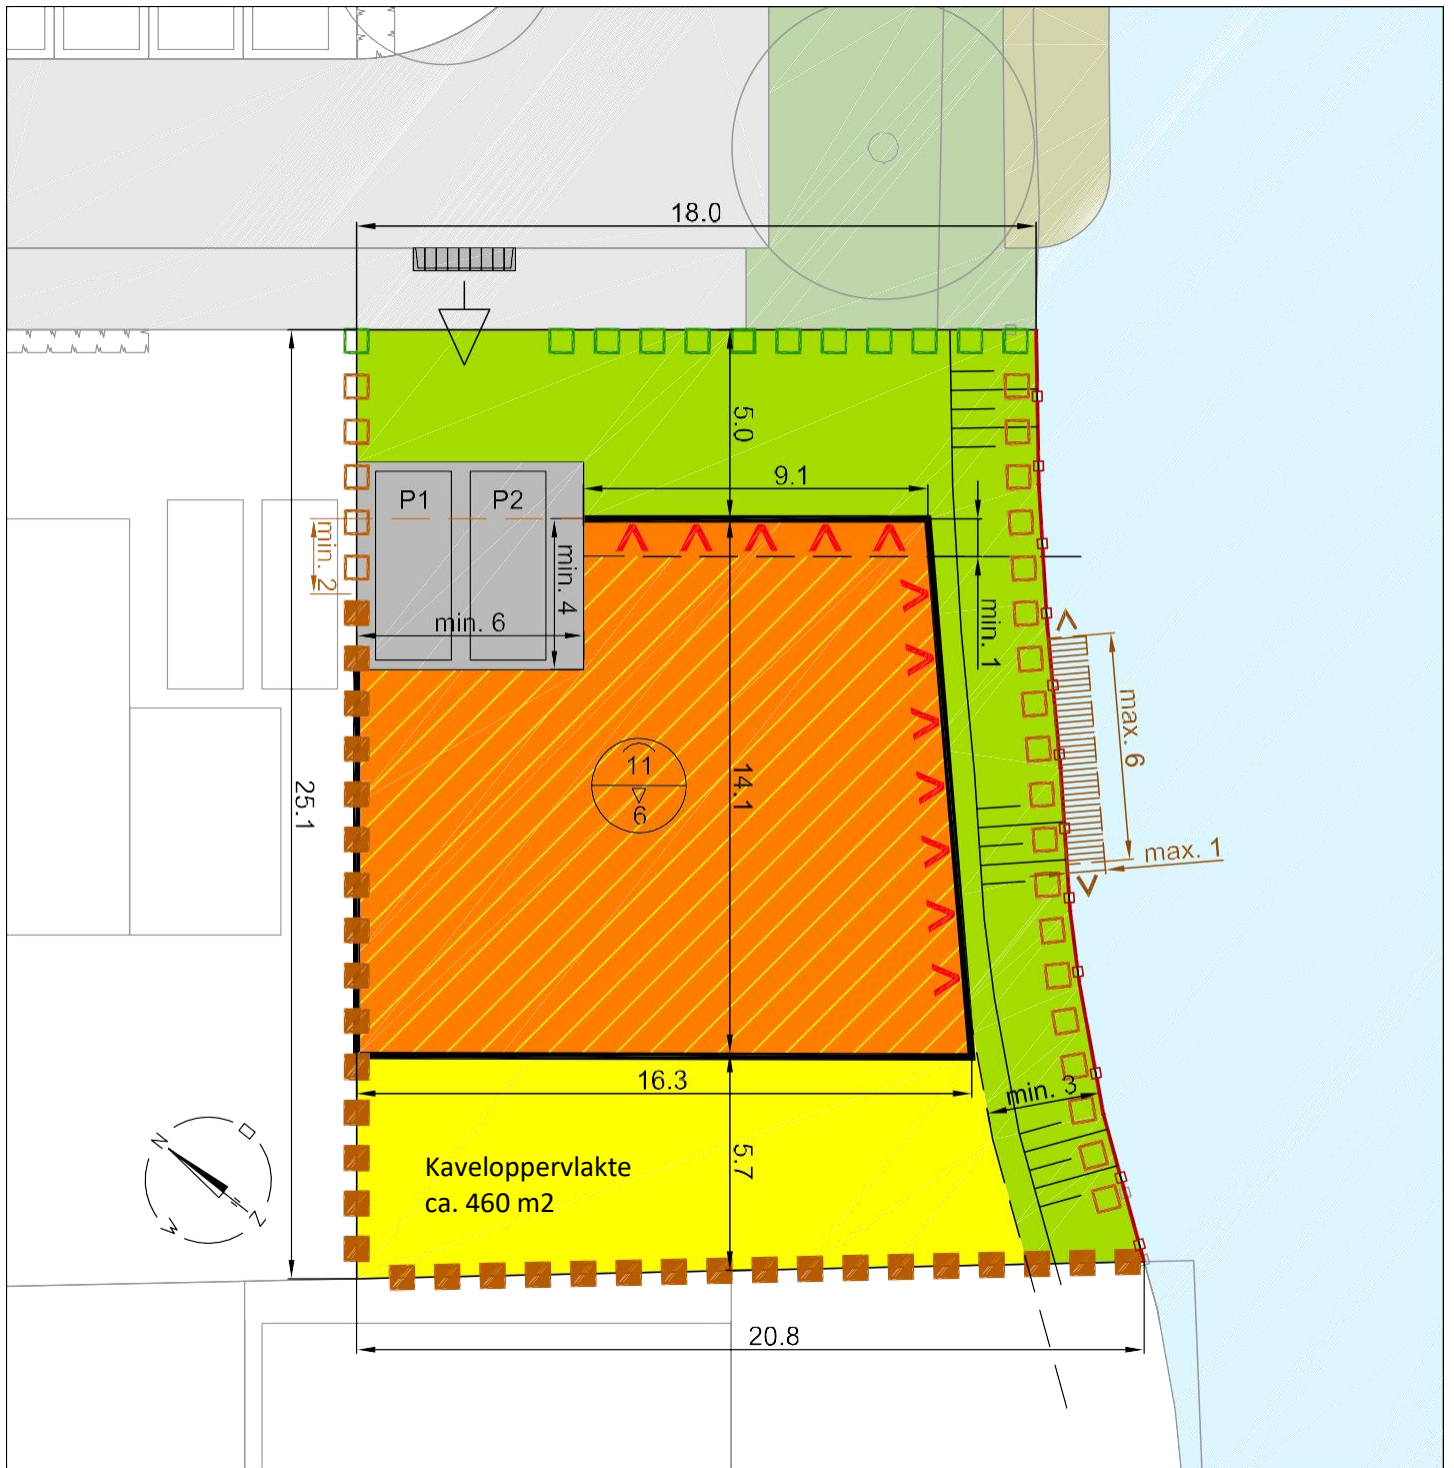 18.0
5.0
9.1
P1
P2
min. 2
min. 4
min. 6
min. 1
max. 6
max. 1
11
6
14.1
25.1
16.3
min. 3
5.7
Kaveloppervlakte
ca. 460 m2
N
O
W
Z
20.8